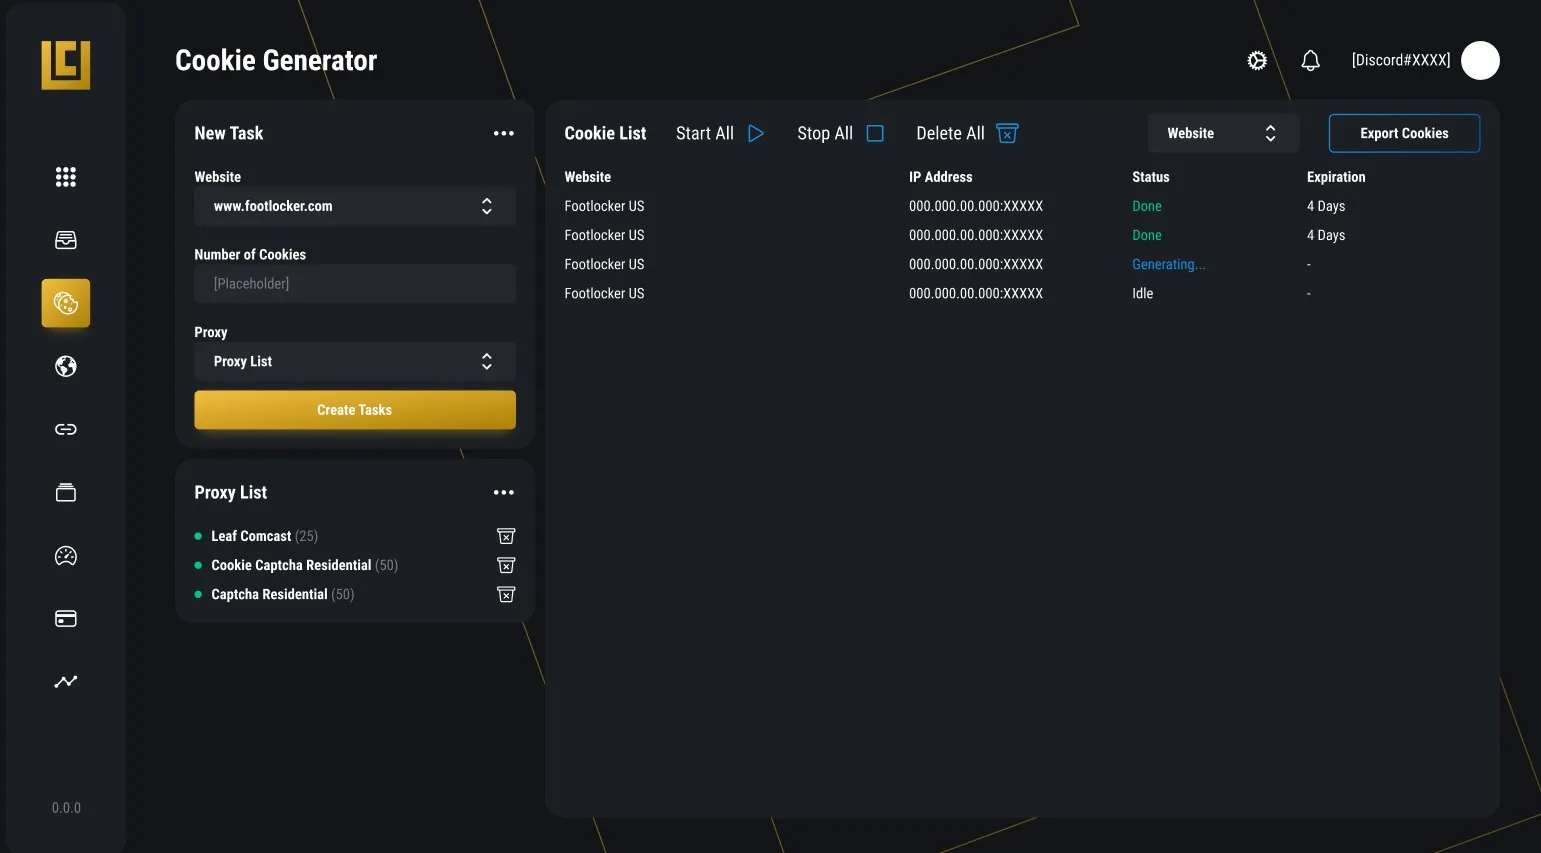 Cookie Generator
[Discord#XXXX]
New Task
Website
www.footlocker.com
Number of Cookies
[Placeholder]
Proxy
Proxy List
Create Tasks
Proxy List
Leaf Comcast (25)
Cookie Captcha Residential (50)
Captcha Residential (50)
Cookie List Start All Stop All Delete All Website Export Cookies
Website IP Address Status Expiration
Footlocker US 000.000.00.000:XXXXX Done 4 Days
Footlocker US 000.000.00.000:XXXXX Done 4 Days
Footlocker US 000.000.00.000:XXXXX Generating... -
Footlocker US 000.000.00.000:XXXXX Idle -
0.0.0